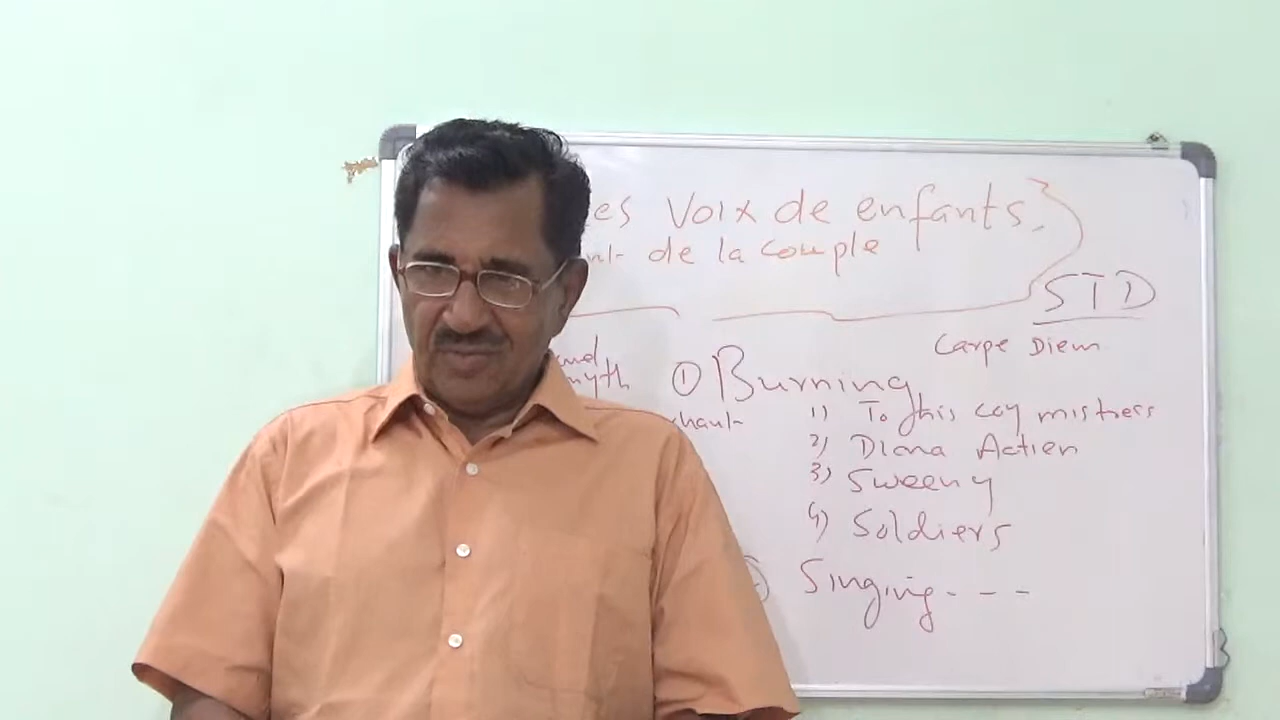 es Voix de enfants,
de la couple
STD
Carpe Diem
myth
① Burning
1) To this coy mistress
2) Diana Actien
3) Sweeny
4) Soldiers
Singing - - -